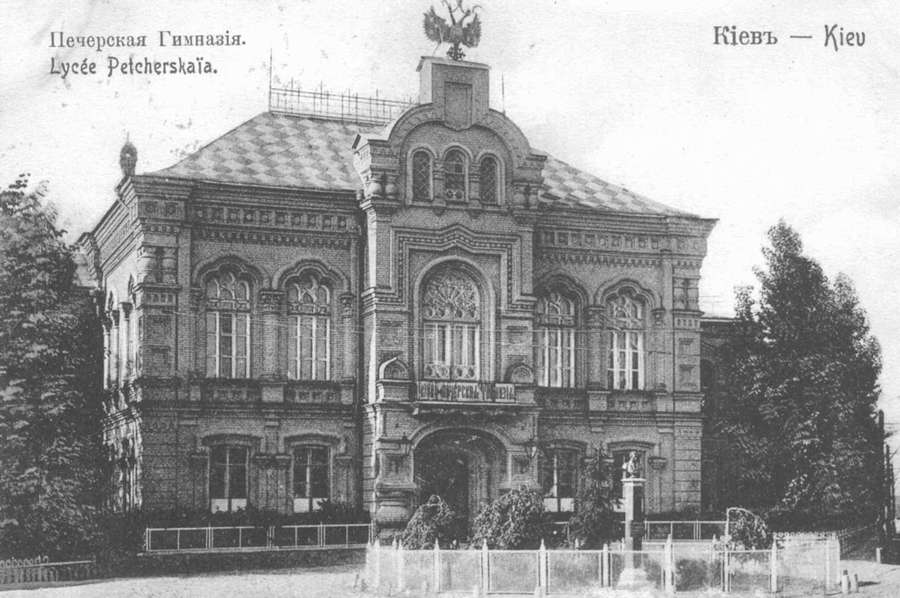 Печерская Гимназія.
Lycée Petcherskaïa.
Кіевъ — Kiev